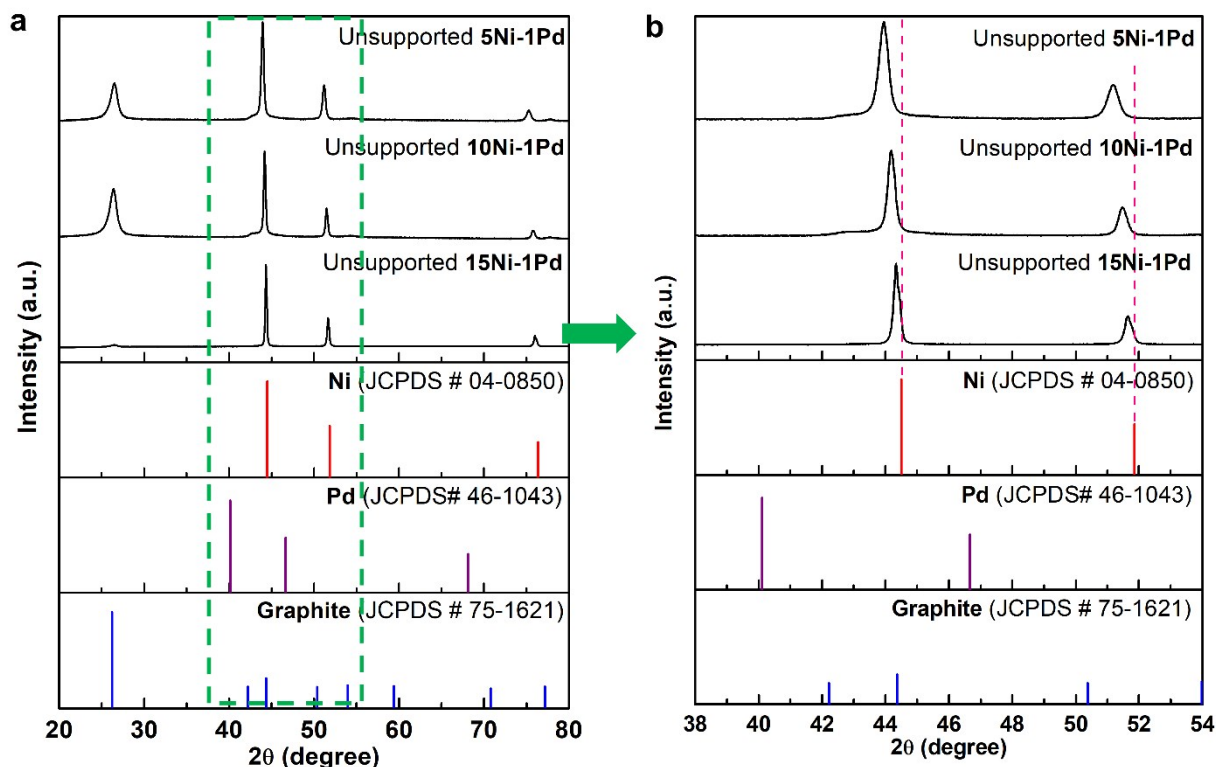 a
Unsupported 5Ni-1Pd
Unsupported 10Ni-1Pd
Unsupported 15Ni-1Pd
Ni (JCPDS # 04-0850)
Pd (JCPDS# 46-1043)
Graphite (JCPDS # 75-1621)
Intensity (a.u.)
20 30 40 50 60 70 80
2θ (degree)
b
Unsupported 5Ni-1Pd
Unsupported 10Ni-1Pd
Unsupported 15Ni-1Pd
Ni (JCPDS # 04-0850)
Pd (JCPDS# 46-1043)
Graphite (JCPDS # 75-1621)
Intensity (a.u.)
38 40 42 44 46 48 50 52 54
2θ (degree)